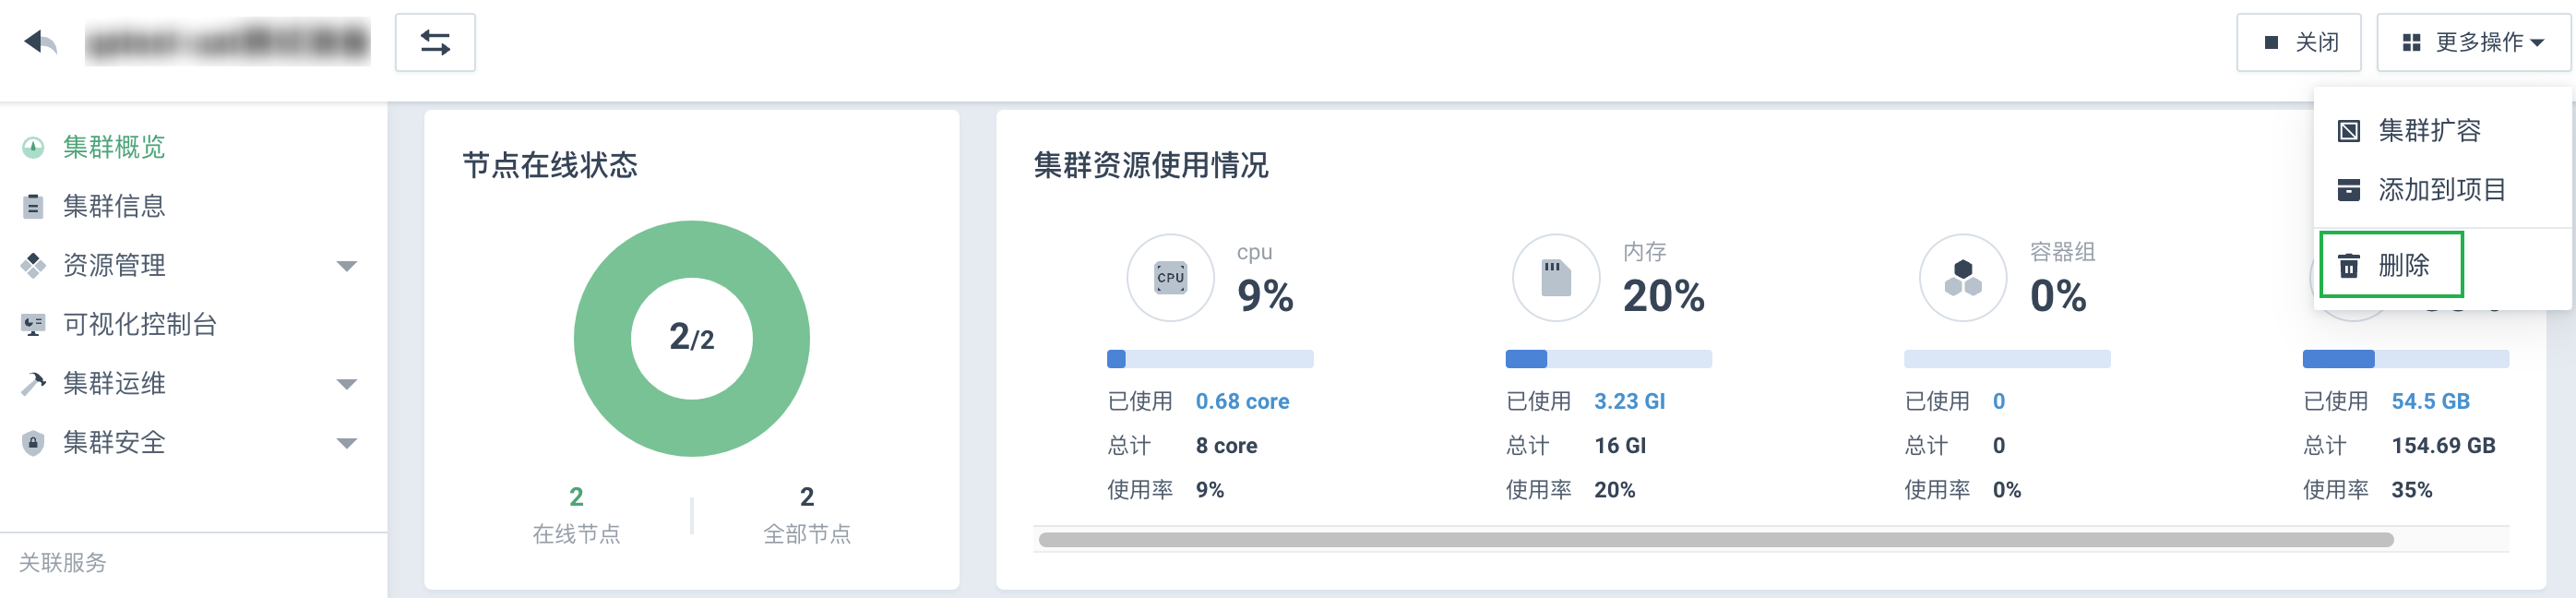 关闭
更多操作
集群概览
集群信息
资源管理
可视化控制台
集群运维
集群安全
关联服务
节点在线状态
2/2
2
在线节点
2
全部节点
集群资源使用情况
CPU
cpu
9%
已使用 0.68 core
总计 8 core
使用率 9%
内存
20%
已使用 3.23 GI
总计 16 GI
使用率 20%
容器组
0%
已使用 0
总计 0
使用率 0%
已使用 54.5 GB
总计 154.69 GB
使用率 35%
集群扩容
添加到项目
删除